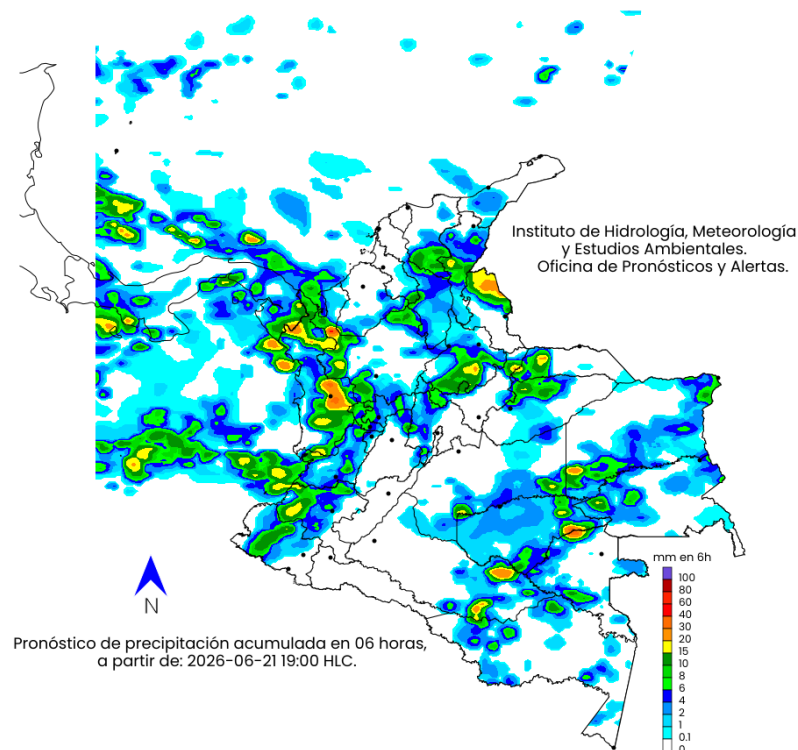 Instituto de Hidrología, Meteorología
y Estudios Ambientales.
Oficina de Pronósticos y Alertas.
N
Pronóstico de precipitación acumulada en 06 horas,
a partir de: 2026-06-21 19:00 HLC.
mm en 6h
100
80
60
40
30
20
15
10
8
6
4
2
1
0.1
0